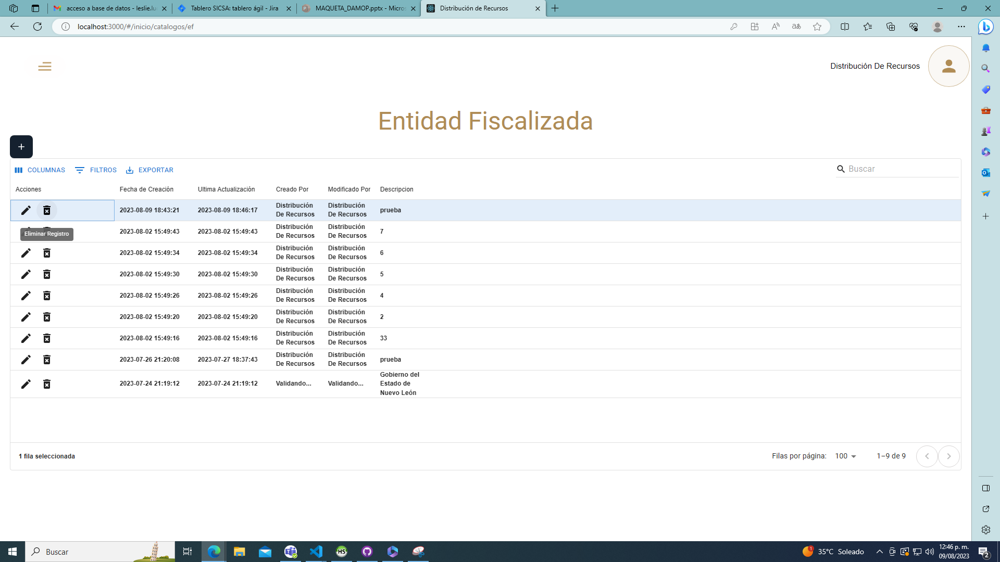 acceso a base de datos - leslie.lu
Tablero SICSA: tablero ágil - Jira
MAQUETA_DAMOP.pptx - Micros
Distribución de Recursos
localhost:3000/#/inicio/catalogos/ef
Distribución De Recursos
Entidad Fiscalizada
COLUMNAS FILTROS EXPORTAR Buscar
Acciones Fecha de Creación Ultima Actualización Creado Por Modificado Por Descripcion
2023-08-09 18:43:21 2023-08-09 18:46:17 Distribución De Recursos Distribución De Recursos prueba
Eliminar Registro
2023-08-02 15:49:43 2023-08-02 15:49:43 Distribución De Recursos Distribución De Recursos 7
2023-08-02 15:49:34 2023-08-02 15:49:34 Distribución De Recursos Distribución De Recursos 6
2023-08-02 15:49:30 2023-08-02 15:49:30 Distribución De Recursos Distribución De Recursos 5
2023-08-02 15:49:26 2023-08-02 15:49:26 Distribución De Recursos Distribución De Recursos 4
2023-08-02 15:49:20 2023-08-02 15:49:20 Distribución De Recursos Distribución De Recursos 2
2023-08-02 15:49:16 2023-08-02 15:49:16 Distribución De Recursos Distribución De Recursos 33
2023-07-26 21:20:08 2023-07-27 18:37:43 Distribución De Recursos Distribución De Recursos prueba
2023-07-24 21:19:12 2023-07-24 21:19:12 Validando... Validando... Gobierno del Estado de Nuevo León
1 fila seleccionada Filas por página: 100 1–9 de 9
Buscar
HS
1
35°C Soleado
12:46 p. m.
09/08/2023
2